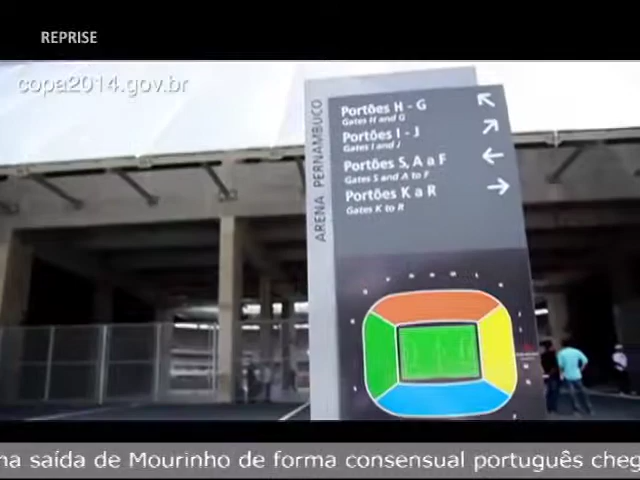 REPRISE
copa2014.gov.br
ARENA PERNAMBUCO
Portões H - G
Gates H and G
Portões I - J
Gates I and J
Portões S, A a F
Gates S and A to F
Portões K a R
Gates K to R
na saída de Mourinho de forma consensual português cheg